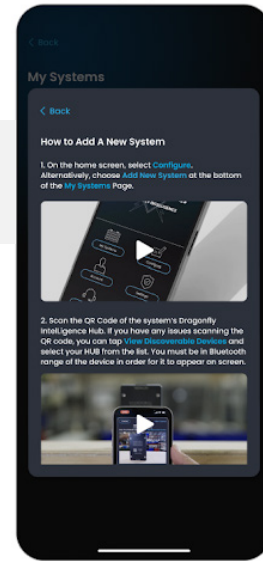 < Back
My Systems
< Back
How to Add A New System
1. On the home screen, select Configure.
Alternatively, choose Add New System at the bottom
of the My Systems Page.
2. Scan the QR Code of the system's Dragonfly
IntelLigence Hub. If you have any issues scanning the
QR code, you can tap View Discoverable Devices and
select your HUB from the list. You must be in Bluetooth
range of the device in order for it to appear on screen.